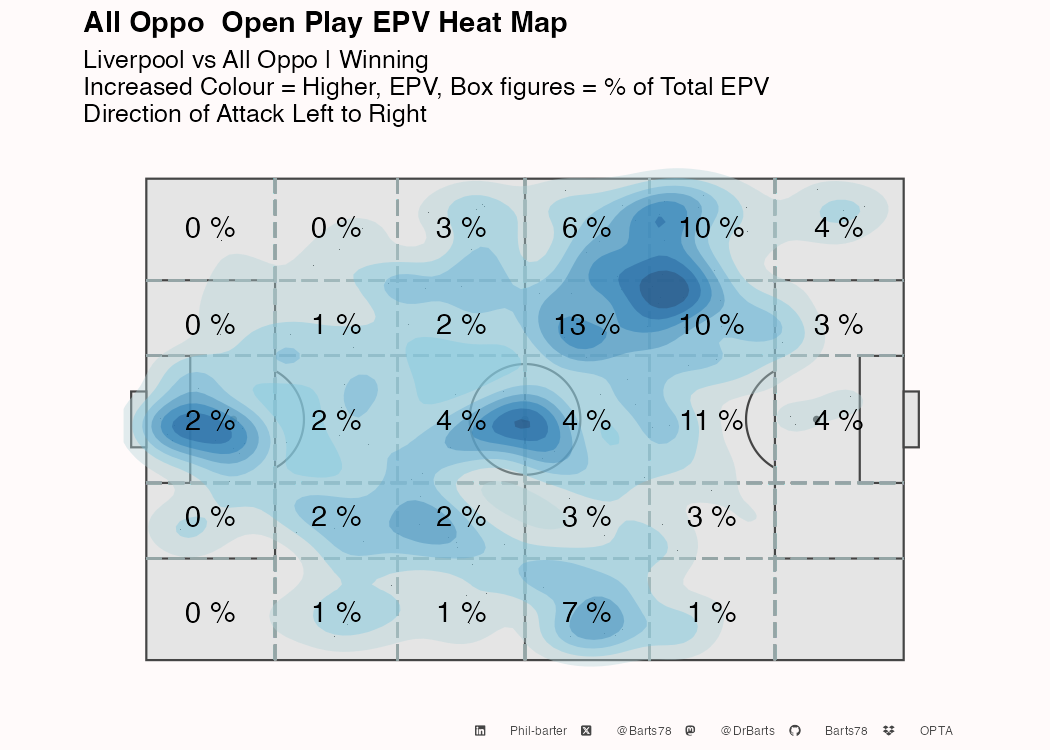 All Oppo  Open Play EPV Heat Map
Liverpool vs All Oppo | Winning
Increased Colour = Higher, EPV, Box figures = % of Total EPV
Direction of Attack Left to Right
0 % 0 % 3 % 6 % 10 % 4 %
0 % 1 % 2 % 13 % 10 % 3 %
2 % 2 % 4 % 4 % 11 % 4 %
0 % 2 % 2 % 3 % 3 %
0 % 1 % 1 % 7 % 1 %
Phil-barter @Barts78 @DrBarts Barts78 OPTA